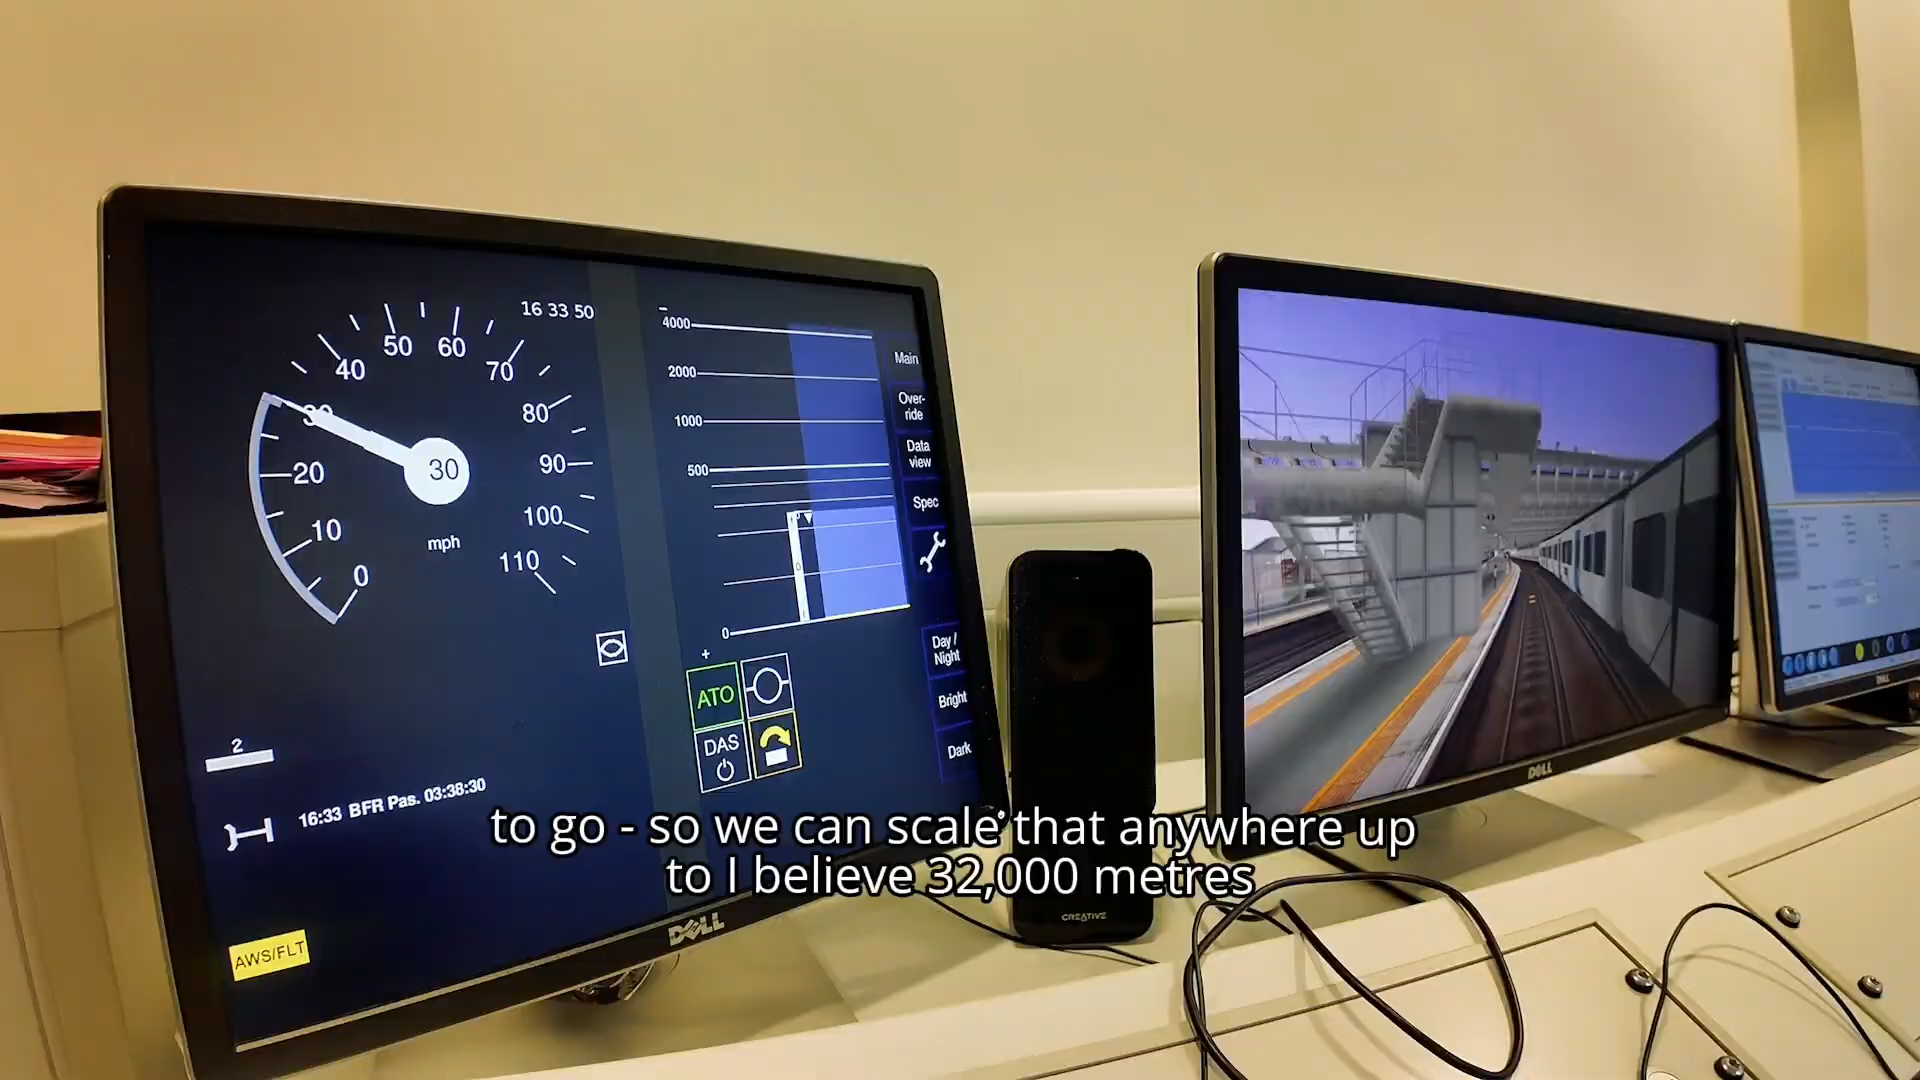 16 33 50
50
60
40
70
30
80
20
30
90
10
100
mph
110
0
4000
2000
1000
500
0
0
Main
Over-
ride
Data
view
Spec
Day /
Night
Bright
Dark
ATO
DAS
2
16:33 BFR Pas. 03:38:30
AWS/FLT
DELL
CREATIVE
DELL
DELL
to go - so we can scale that anywhere up
to I believe 32,000 metres